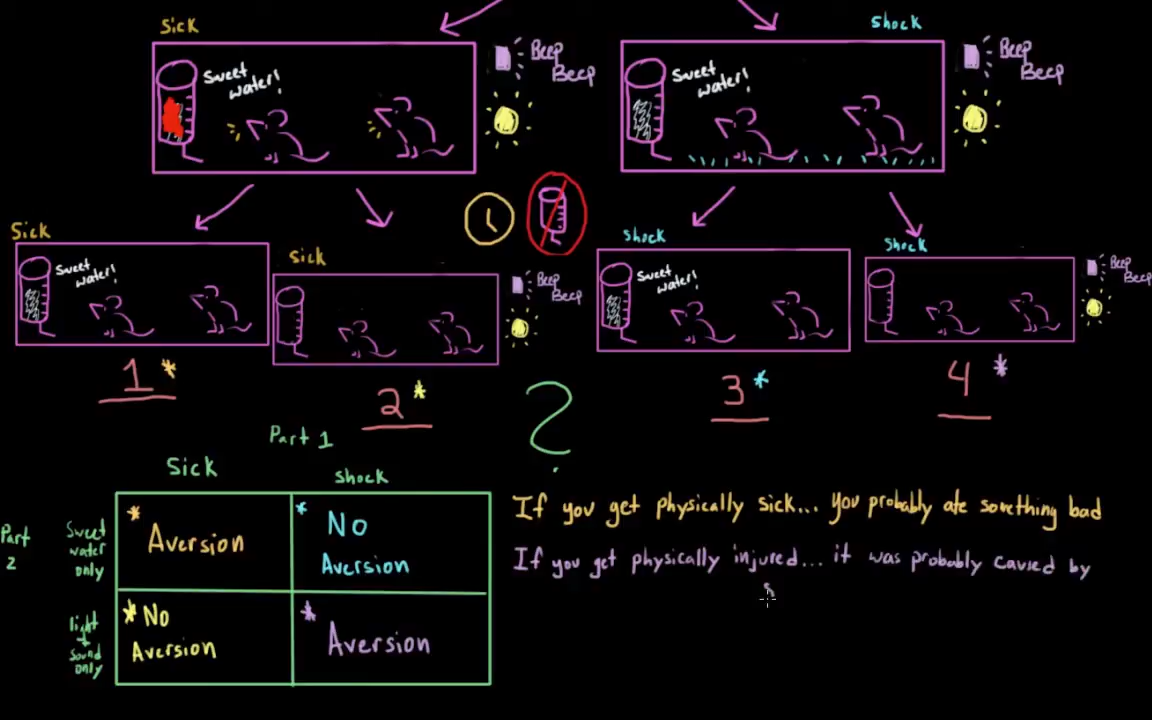 Sick
Shock
Sweet
water!
Beep
Beep
Sweet
water!
Beep
Beep
Sick
Sweet
water!
Sick
Beep
Beep
Shock
Sweet
water!
Shock
Beep
Beep
1 *
2 *
3 *
4 *
?
Part 1
Sick
Shock
Part
2
Sweet
water
only
* Aversion
* No
Aversion
light
+
Sound
only
* No
Aversion
* Aversion
If you get physically sick... you probably ate something bad
If you get physically injured... it was probably caused by
s